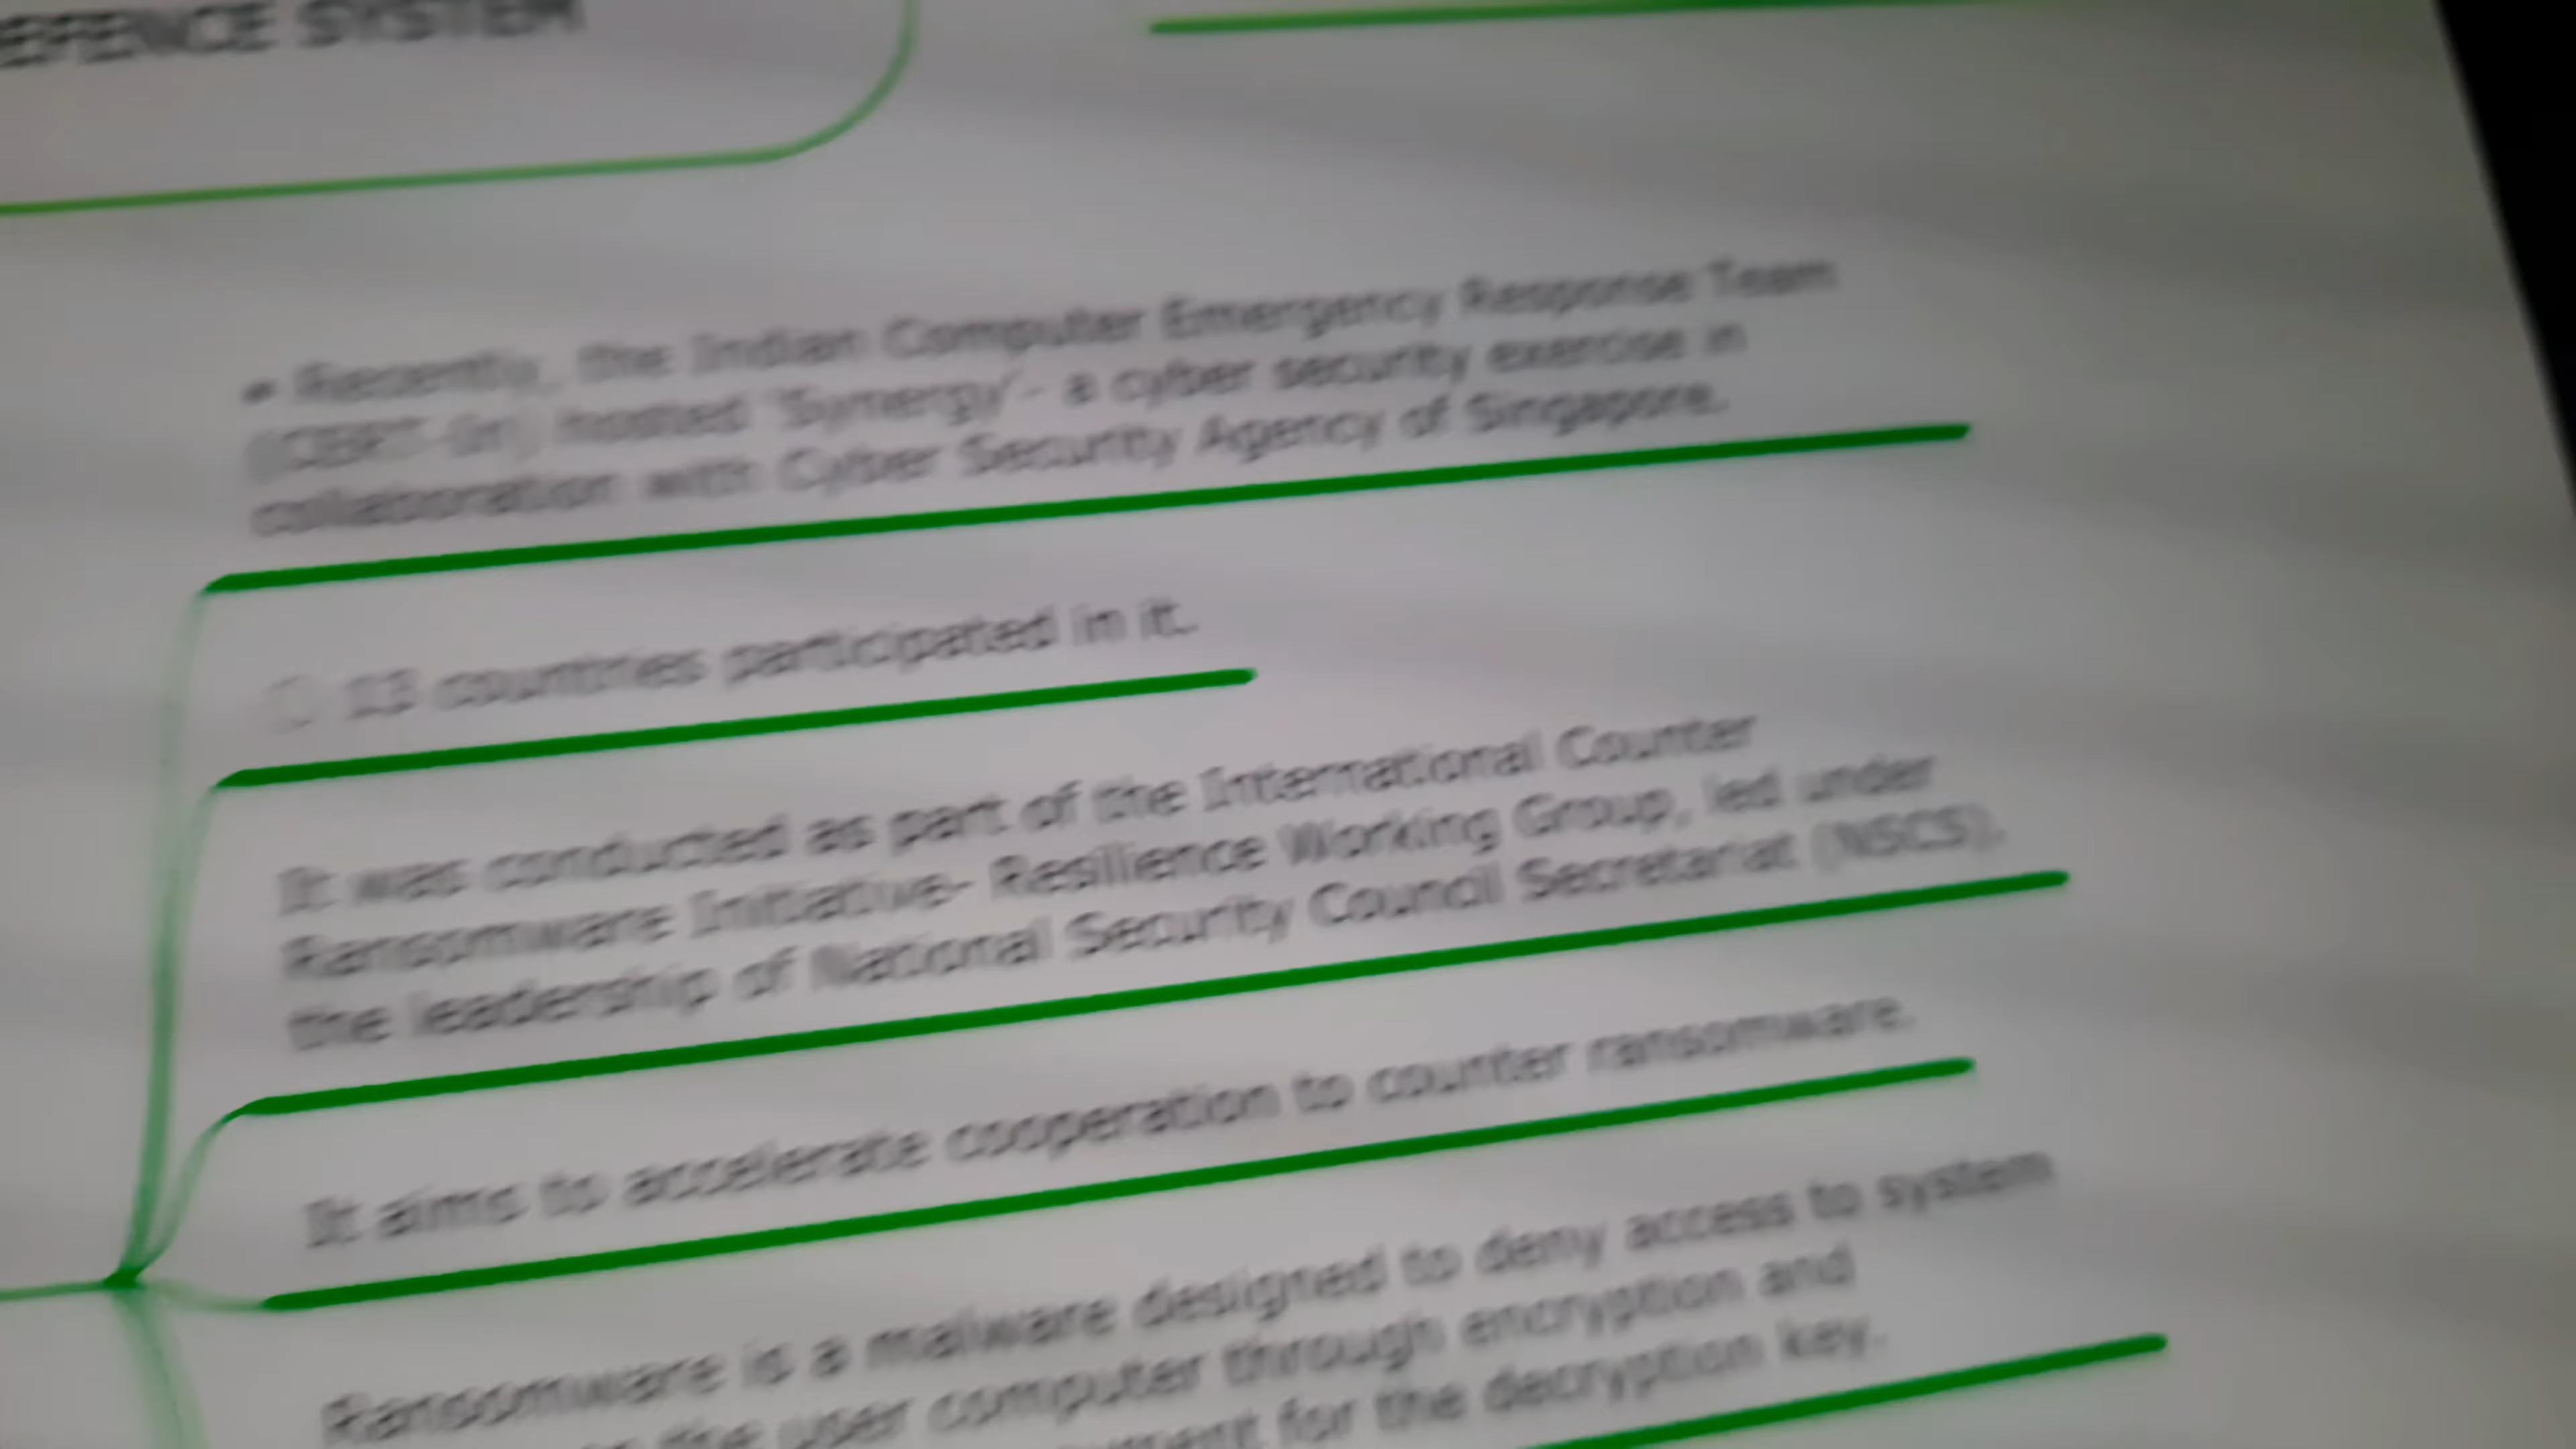 EFENCE SYSTEM
• Recently, the Indian Computer Emergency Response Team
(CERT-In) hosted 'Synergy'- a cyber security exercise in
collaboration with Cyber Security Agency of Singapore.
○ 13 countries participated in it.
It was conducted as part of the International Counter
Ransomware Initiative- Resilience Working Group, led under
the leadership of National Security Council Secretariat (NSCS).
It aims to accelerate cooperation to counter ransomware.
Ransomware is a malware designed to deny access to system
the user computer through encryption and
for the decryption key.